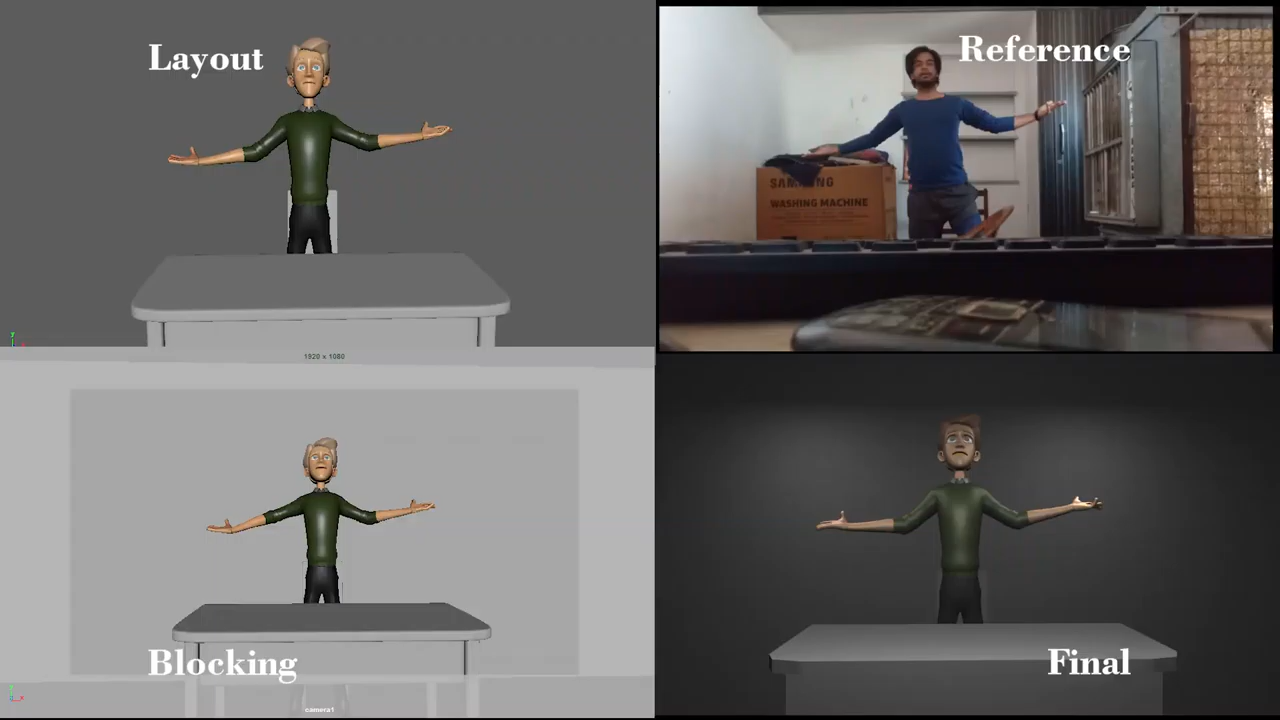 Layout
Reference
SAMSUNG
WASHING MACHINE
1920 x 1080
Blocking
Final
camera1